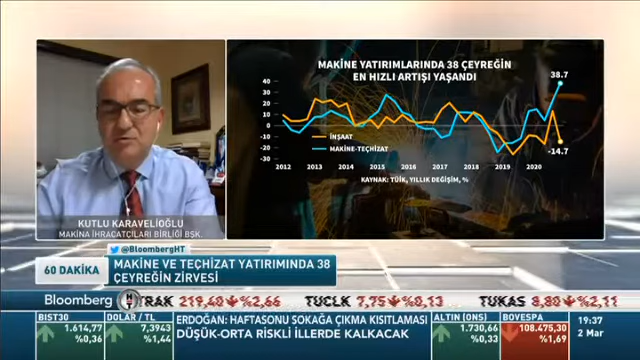 MAKİNE YATIRIMLARINDA 38 ÇEYREĞİN
EN HIZLI ARTIŞI YAŞANDI
40
30
20
10
0
-10
-20
-30
38.7
-14.7
İNŞAAT
MAKİNE-TEÇHİZAT
2012
2013
2014
2015
2016
2017
2018
2019
2020
KAYNAK: TÜİK, YILLIK DEĞİŞİM, %
KUTLU KARAVELİOĞLU
MAKİNA İHRACATÇILARI BİRLİĞİ BŞK.
@BloombergHT
60 DAKİKA
MAKİNE VE TEÇHİZAT YATIRIMINDA 38
ÇEYREĞİN ZİRVESİ
Bloomberg HT
TRAK 219,40 %2,66 TUCLK 7,75 %0,13 TUKAS 8,80 %2,11
BIST30
1.614,77
%0,36
DOLAR / TL
7,3943
%1,44
ERDOĞAN: HAFTASONU SOKAĞA ÇIKMA KISITLAMASI
DÜŞÜK-ORTA RİSKLİ İLLERDE KALKACAK
ALTIN (ONS)
1.730,66
%0,33
BOVESPA
108.475,30
%1,69
19:37
2 Mar